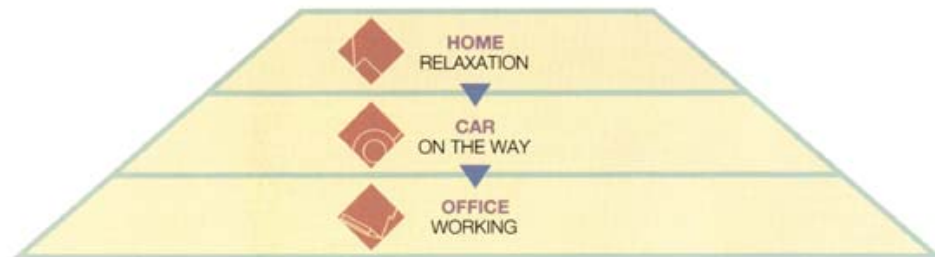 HOME
RELAXATION
CAR
ON THE WAY
OFFICE
WORKING